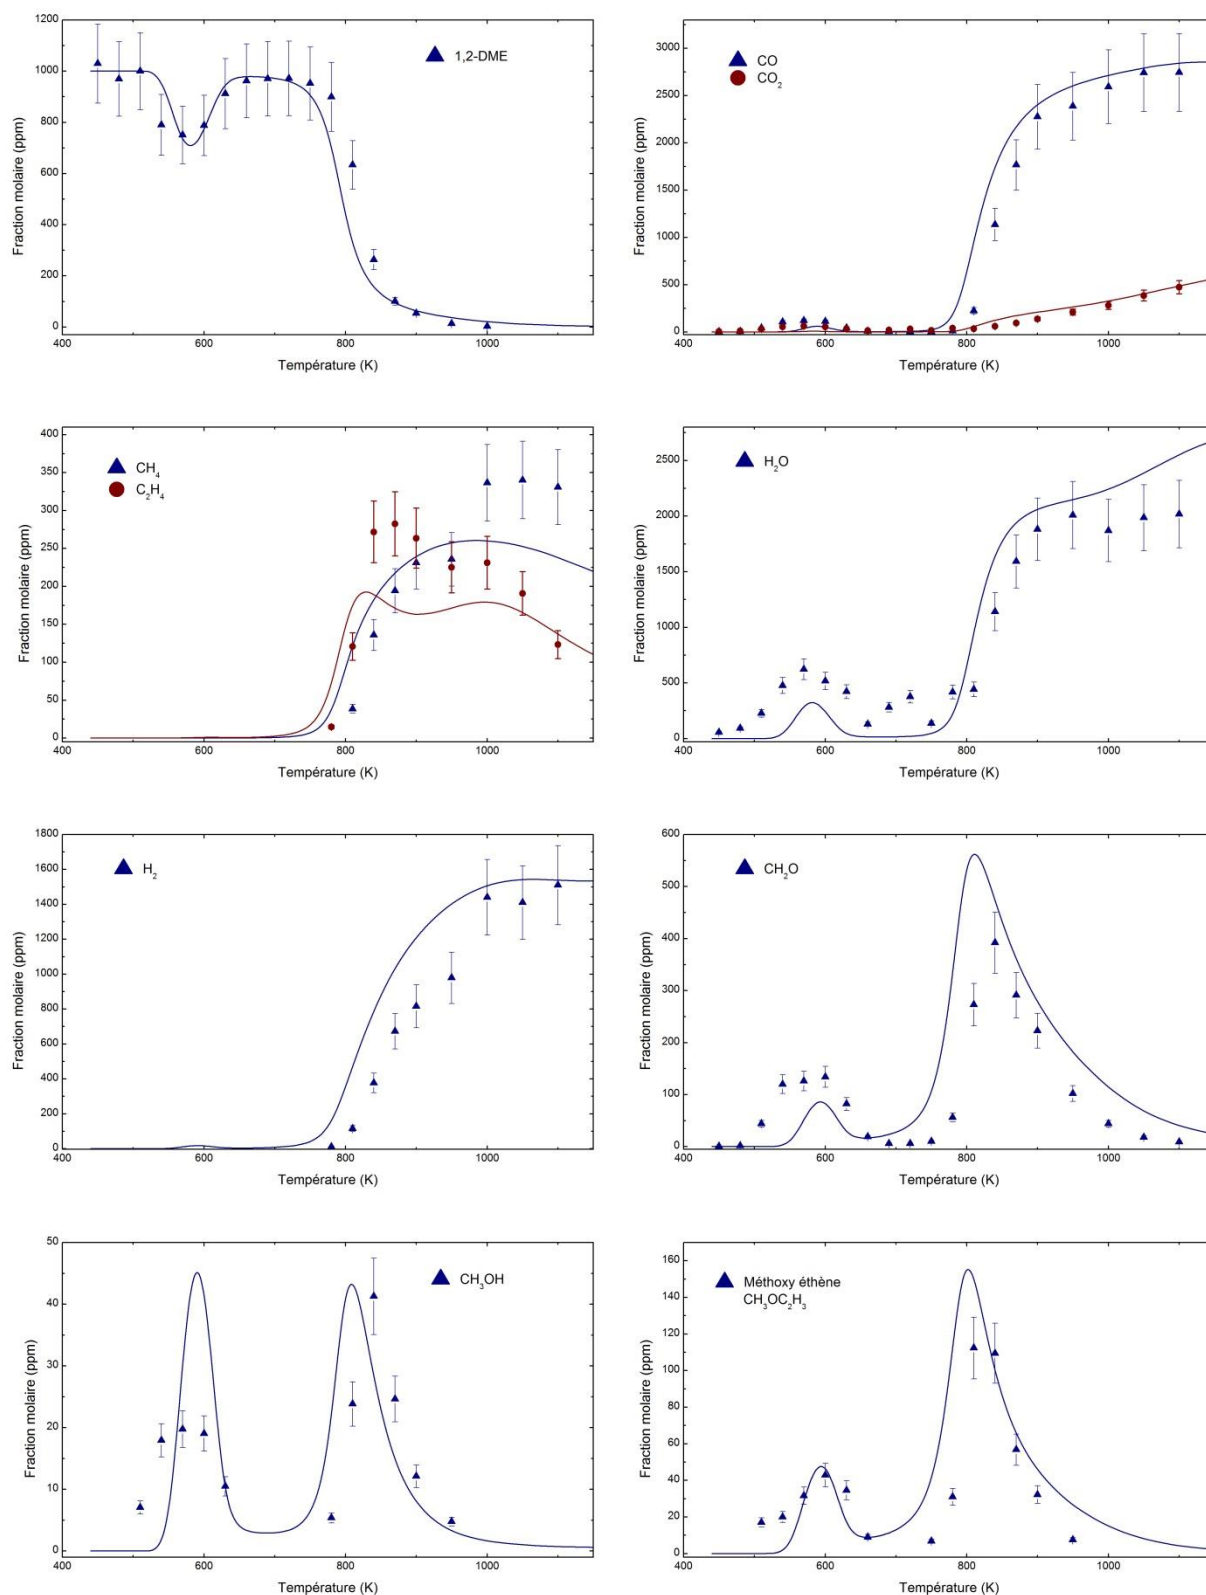 1200
1000
800
600
400
200
0
Fraction molaire (ppm)
1,2-DME
400 600 800 1000
Température (K)
3000
2500
2000
1500
1000
500
0
Fraction molaire (ppm)
CO
CO₂
400 600 800 1000
Température (K)
400
350
300
250
200
150
100
50
0
Fraction molaire (ppm)
CH₄
C₂H₄
400 600 800 1000
Température (K)
2500
2000
1500
1000
500
0
Fraction molaire (ppm)
H₂O
400 600 800 1000
Température (K)
1800
1600
1400
1200
1000
800
600
400
200
0
Fraction molaire (ppm)
H₂
400 600 800 1000
Température (K)
600
500
400
300
200
100
0
Fraction molaire (ppm)
CH₂O
400 600 800 1000
Température (K)
50
40
30
20
10
0
Fraction molaire (ppm)
CH₃OH
400 600 800 1000
Température (K)
160
140
120
100
80
60
40
20
0
Fraction molaire (ppm)
Méthoxy éthène
CH₃OC₂H₃
400 600 800 1000
Température (K)